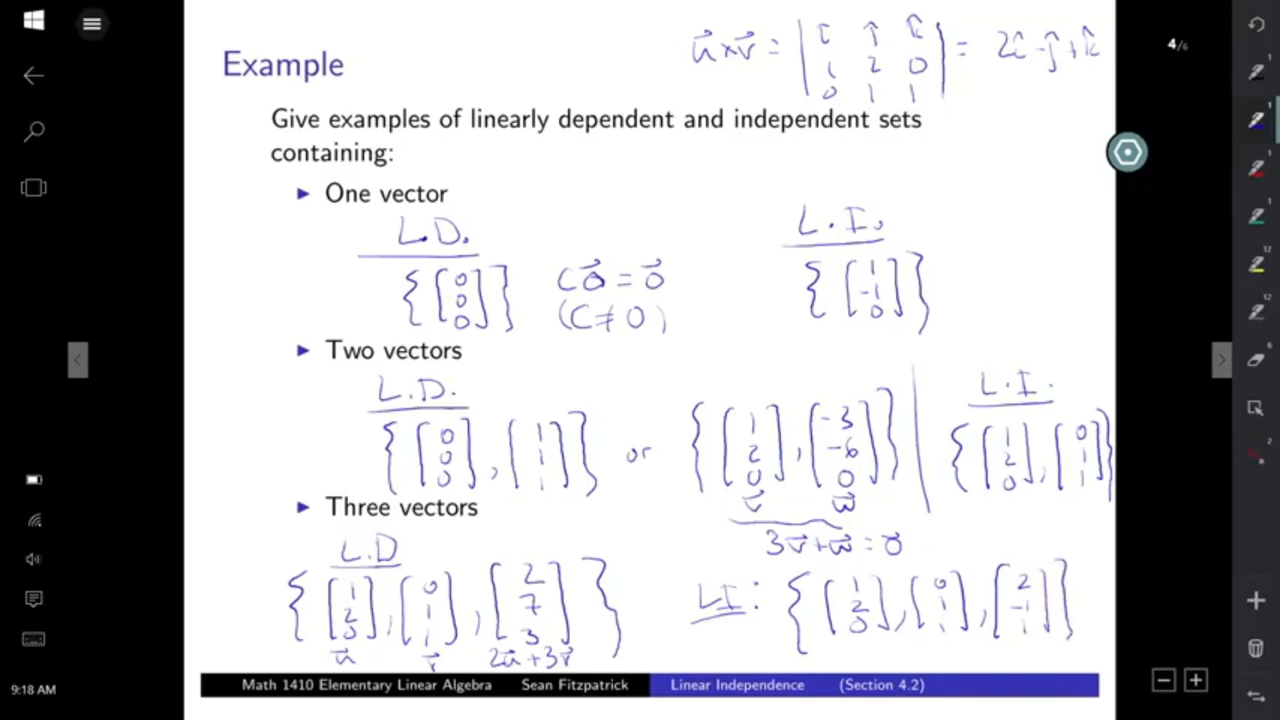 4/6
Example
u⃗ × v⃗ = | î ĵ k̂ | = 2î - ĵ + k̂
| 1 2 0 |
| 0 1 1 |
Give examples of linearly dependent and independent sets
containing:
▶ One vector
L.D.
L.I.
{[0 0 0]} c0⃗ = 0⃗ {[1 -1 0]}
(c ≠ 0)
▶ Two vectors
L.D.
L.I.
{[0 0 0], [1 1 1]} or {[1 2 0], [-3 -6 0]} | {[1 2 0], [0 1 1]}
v⃗ w⃗
▶ Three vectors
3v⃗ + w⃗ = 0⃗
L.D
{[1 2 0], [0 1 1], [2 7 3]} LI: {[1 2 0], [0 1 1], [2 -1 1]}
u⃗ v⃗ 2u⃗ + 3v⃗
Math 1410 Elementary Linear Algebra Sean Fitzpatrick Linear Independence (Section 4.2)
9:18 AM